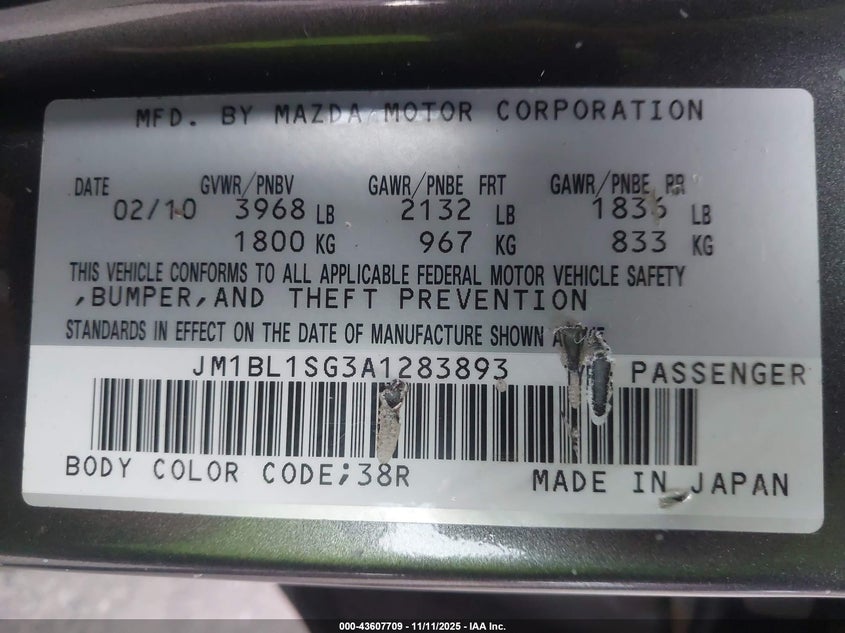 MFD. BY MAZDA MOTOR CORPORATION
DATE GVWR/PNBV GAWR/PNBE FRT GAWR/PNBE RR
02/10 3968 LB 2132 LB 1836 LB
1800 KG 967 KG 833 KG
THIS VEHICLE CONFORMS TO ALL APPLICABLE FEDERAL MOTOR VEHICLE SAFETY
,BUMPER,AND THEFT PREVENTION
STANDARDS IN EFFECT ON THE DATE OF MANUFACTURE SHOWN
JM1BL1SG3A1283893 PASSENGER
BODY COLOR CODE;38R MADE IN JAPAN
000-43607709 - 11/11/2025 - IAA Inc.